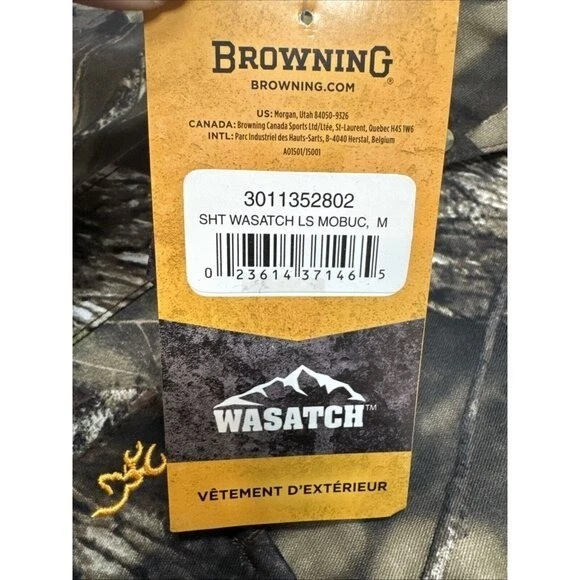 BROWNING®
BROWNING.COM
US: Morgan, Utah 84050-9326
CANADA: Browning Canada Sports Ltd/Ltée, St-Laurent, Quebec H4S 1W6
INTL: Parc Industriel des Hauts-Sarts, B-4040 Herstal, Belgium
A01501/15001
3011352802
SHT WASATCH LS MOBUC, M
0 23614 37146 5
WASATCH™
VÊTEMENT D'EXTÉRIEUR